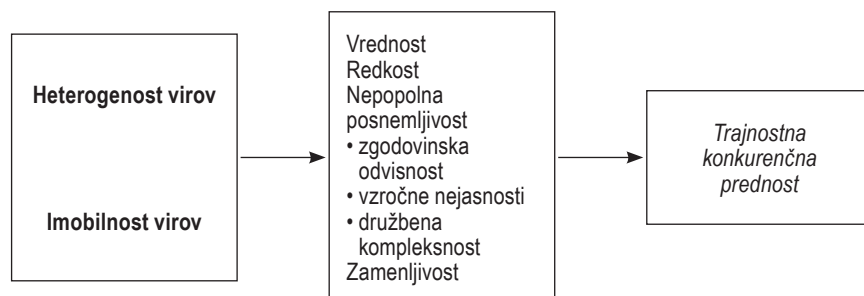 Heterogenost virov
Imobilnost virov
Vrednost
Redkost
Nepopolna
posnemljivost
• zgodovinska
odvisnost
• vzročne nejasnosti
• družbena
kompleksnost
Zamenljivost
Trajnostna
konkurenčna
prednost